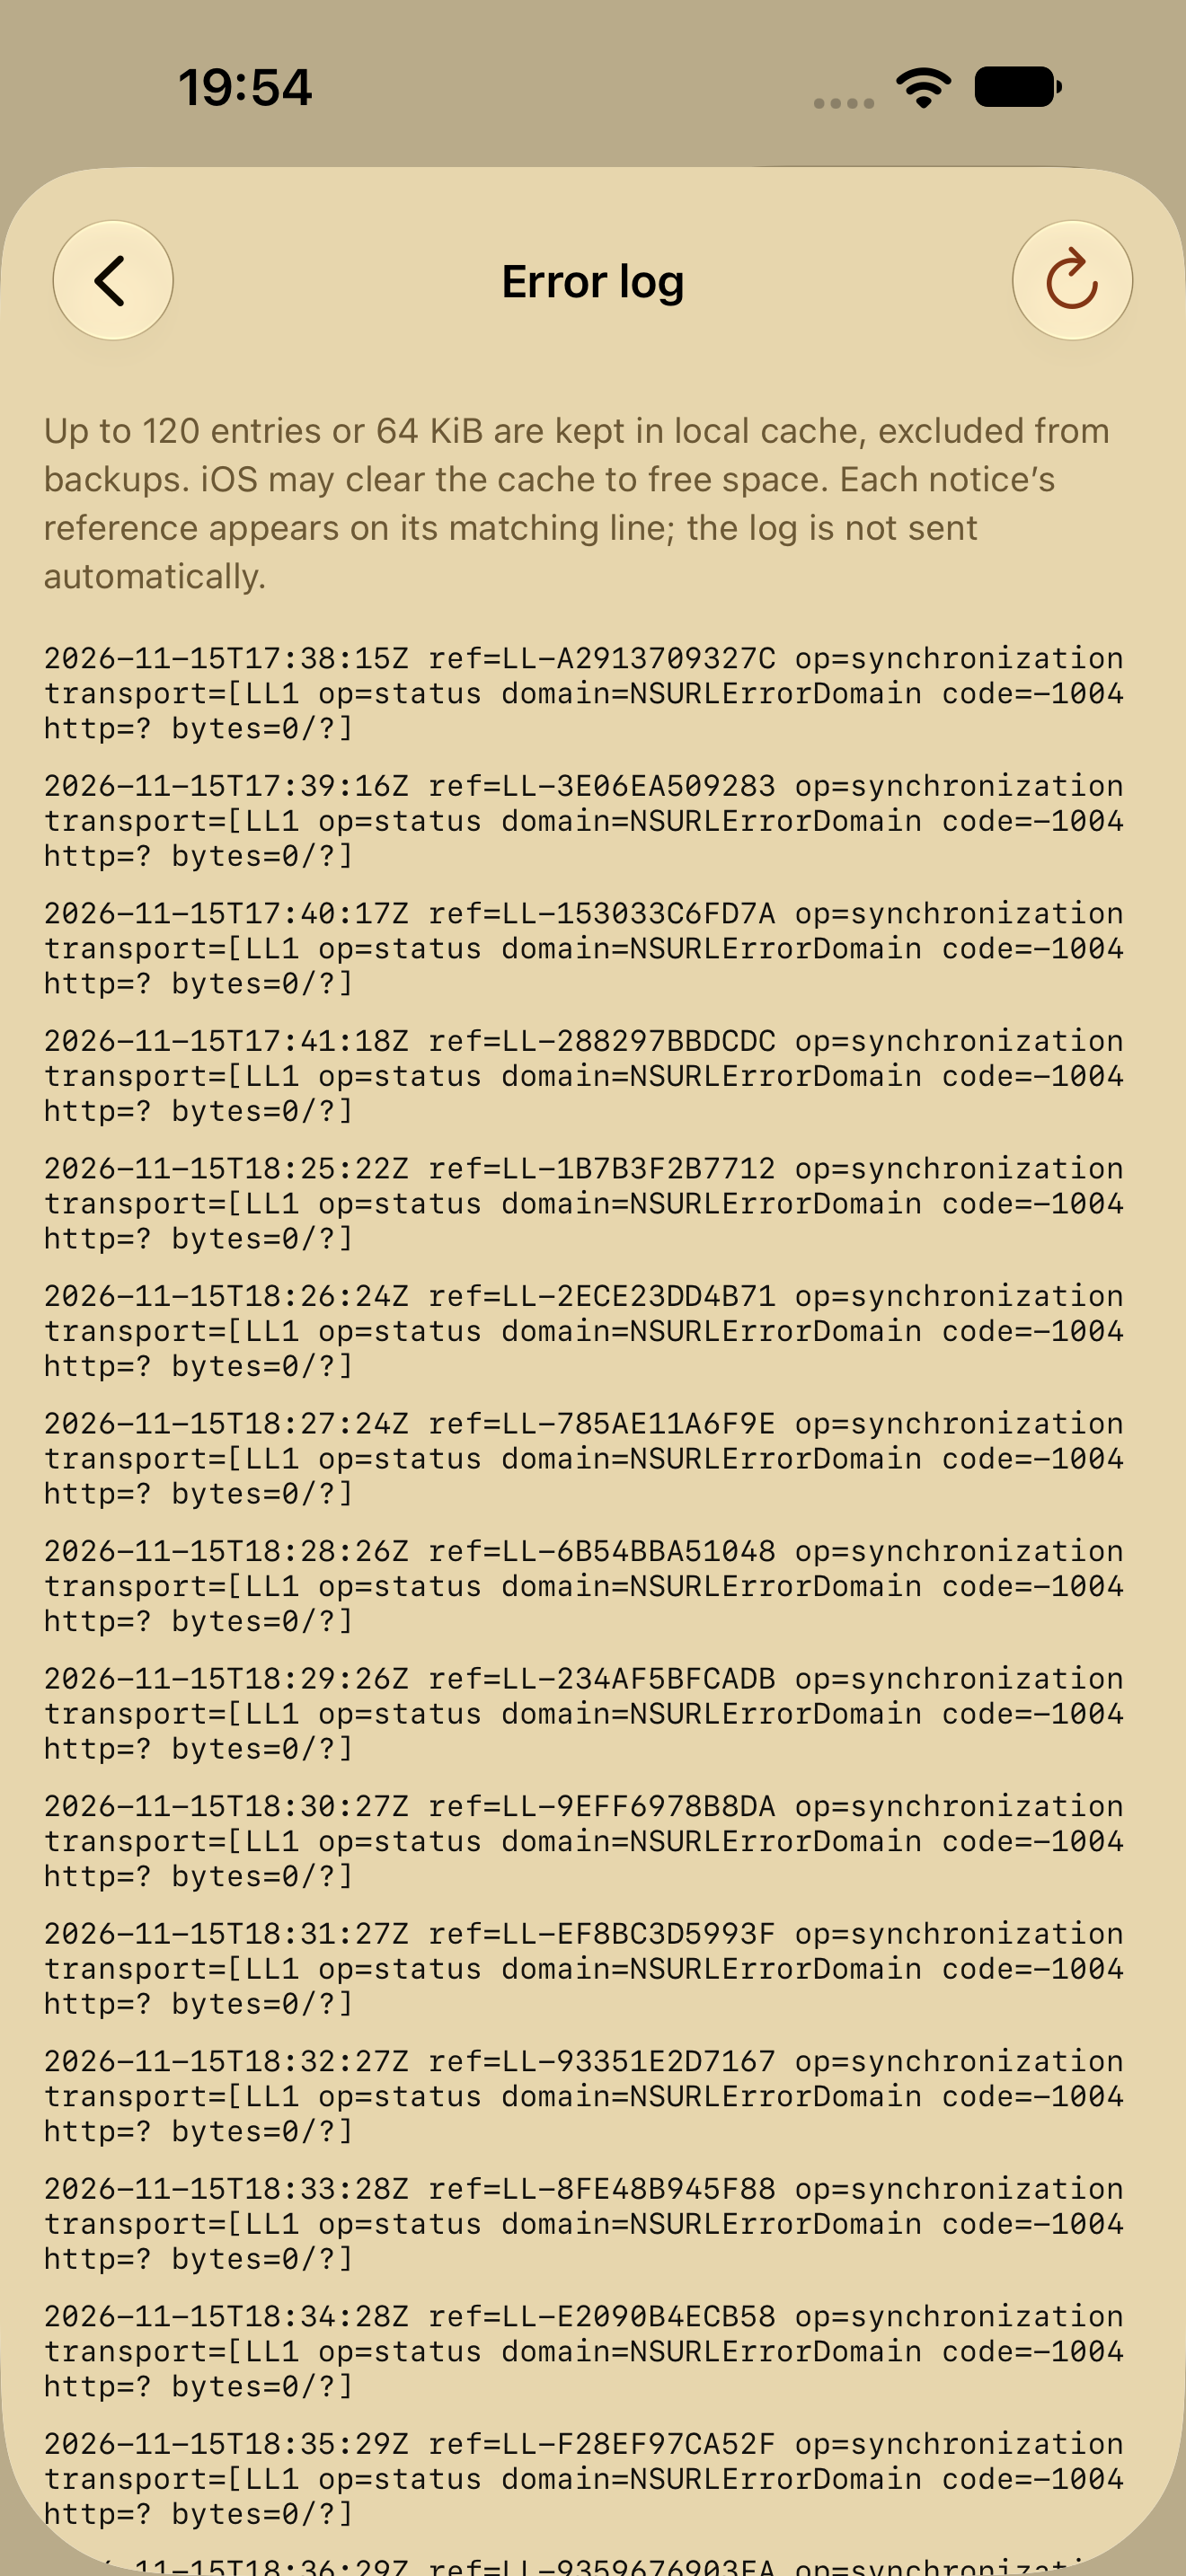 19:54
Error log
Up to 120 entries or 64 KiB are kept in local cache, excluded from
backups. iOS may clear the cache to free space. Each notice’s
reference appears on its matching line; the log is not sent
automatically.
2026-11-15T17:38:15Z ref=LL-A2913709327C op=synchronization
transport=[LL1 op=status domain=NSURLErrorDomain code=-1004
http=? bytes=0/?]
2026-11-15T17:39:16Z ref=LL-3E06EA509283 op=synchronization
transport=[LL1 op=status domain=NSURLErrorDomain code=-1004
http=? bytes=0/?]
2026-11-15T17:40:17Z ref=LL-153033C6FD7A op=synchronization
transport=[LL1 op=status domain=NSURLErrorDomain code=-1004
http=? bytes=0/?]
2026-11-15T17:41:18Z ref=LL-288297BBDCDC op=synchronization
transport=[LL1 op=status domain=NSURLErrorDomain code=-1004
http=? bytes=0/?]
2026-11-15T18:25:22Z ref=LL-1B7B3F2B7712 op=synchronization
transport=[LL1 op=status domain=NSURLErrorDomain code=-1004
http=? bytes=0/?]
2026-11-15T18:26:24Z ref=LL-2ECE23DD4B71 op=synchronization
transport=[LL1 op=status domain=NSURLErrorDomain code=-1004
http=? bytes=0/?]
2026-11-15T18:27:24Z ref=LL-785AE11A6F9E op=synchronization
transport=[LL1 op=status domain=NSURLErrorDomain code=-1004
http=? bytes=0/?]
2026-11-15T18:28:26Z ref=LL-6B54BBA51048 op=synchronization
transport=[LL1 op=status domain=NSURLErrorDomain code=-1004
http=? bytes=0/?]
2026-11-15T18:29:26Z ref=LL-234AF5BFCADB op=synchronization
transport=[LL1 op=status domain=NSURLErrorDomain code=-1004
http=? bytes=0/?]
2026-11-15T18:30:27Z ref=LL-9EFF6978B8DA op=synchronization
transport=[LL1 op=status domain=NSURLErrorDomain code=-1004
http=? bytes=0/?]
2026-11-15T18:31:27Z ref=LL-EF8BC3D5993F op=synchronization
transport=[LL1 op=status domain=NSURLErrorDomain code=-1004
http=? bytes=0/?]
2026-11-15T18:32:27Z ref=LL-93351E2D7167 op=synchronization
transport=[LL1 op=status domain=NSURLErrorDomain code=-1004
http=? bytes=0/?]
2026-11-15T18:33:28Z ref=LL-8FE48B945F88 op=synchronization
transport=[LL1 op=status domain=NSURLErrorDomain code=-1004
http=? bytes=0/?]
2026-11-15T18:34:28Z ref=LL-E2090B4ECB58 op=synchronization
transport=[LL1 op=status domain=NSURLErrorDomain code=-1004
http=? bytes=0/?]
2026-11-15T18:35:29Z ref=LL-F28EF97CA52F op=synchronization
transport=[LL1 op=status domain=NSURLErrorDomain code=-1004
http=? bytes=0/?]